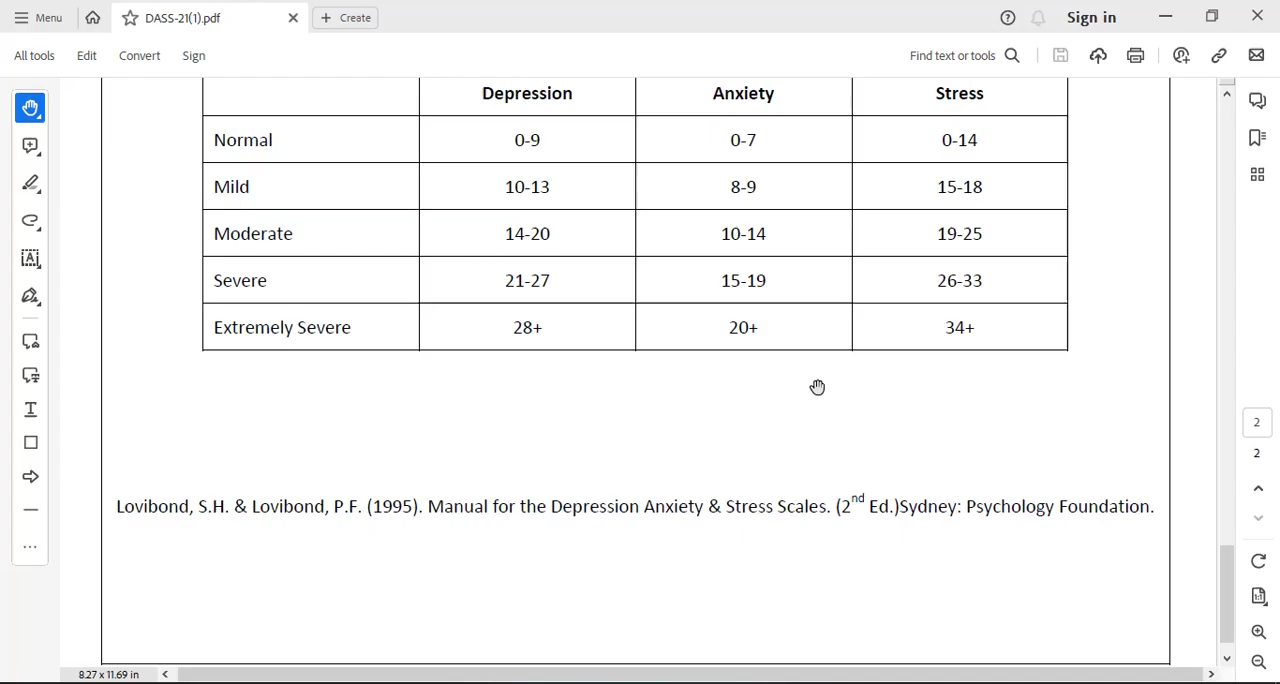 Menu DASS-21(1).pdf Create Sign in
All tools Edit Convert Sign Find text or tools
Depression Anxiety Stress
Normal 0-9 0-7 0-14
Mild 10-13 8-9 15-18
Moderate 14-20 10-14 19-25
Severe 21-27 15-19 26-33
Extremely Severe 28+ 20+ 34+
2
2
Lovibond, S.H. & Lovibond, P.F. (1995). Manual for the Depression Anxiety & Stress Scales. (2nd Ed.)Sydney: Psychology Foundation.
8.27 x 11.69 in